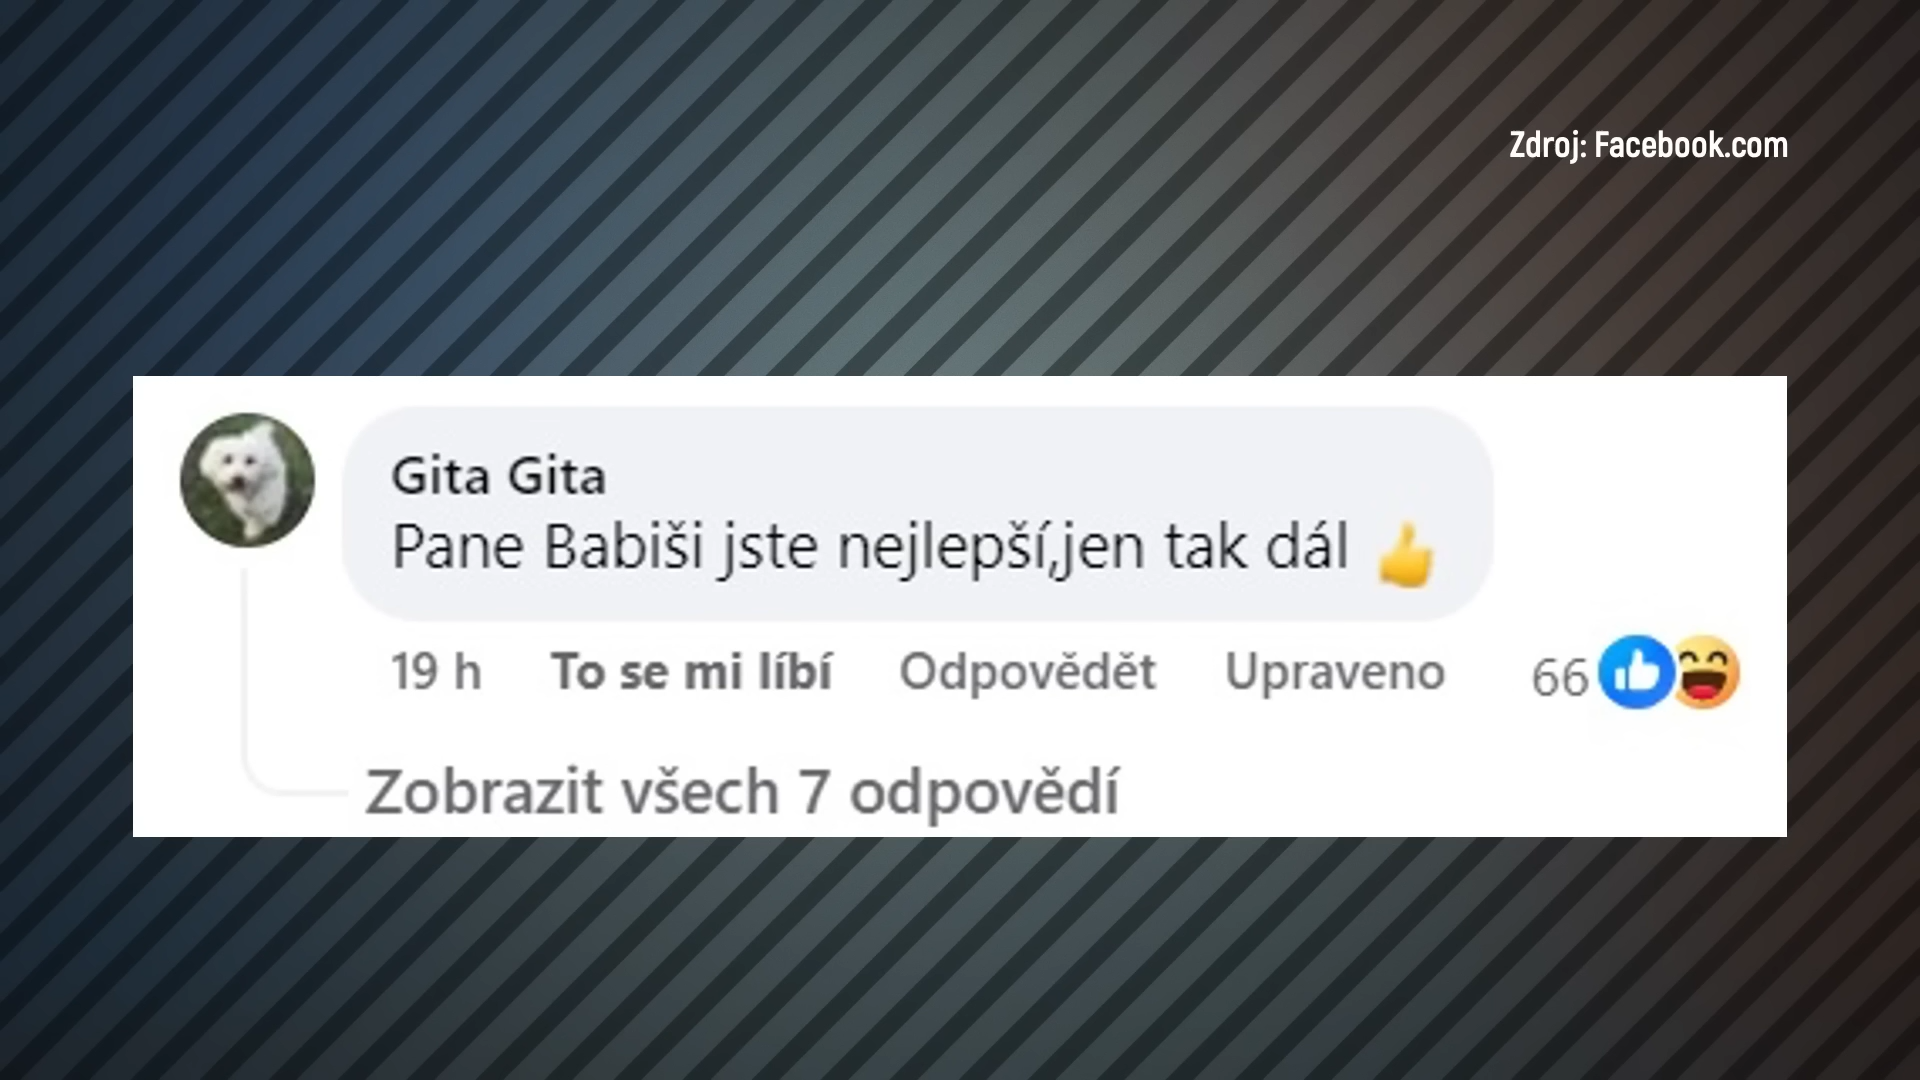 Zdroj: Facebook.com
Gita Gita
Pane Babiši jste nejlepší,jen tak dál 👍
19 h To se mi líbí Odpovědět Upraveno 66
Zobrazit všech 7 odpovědí